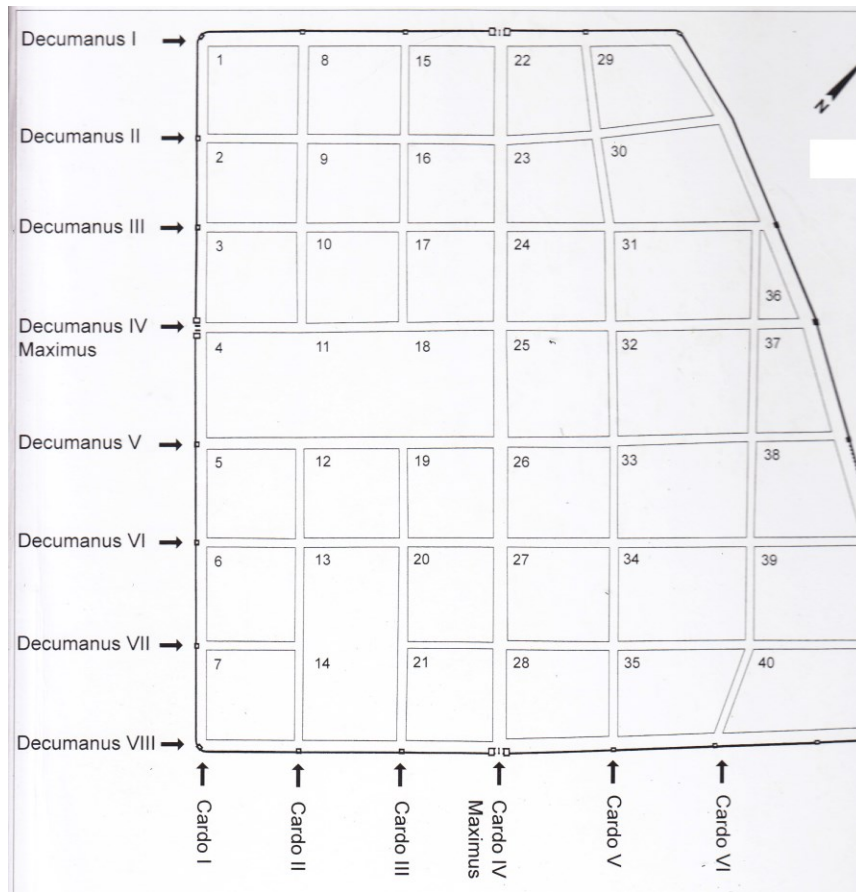 Decumanus I
1 8 15 22 29
N
Decumanus II
2 9 16 23 30
Decumanus III
3 10 17 24 31
36
Decumanus IV
Maximus
4 11 18 25 32 37
Decumanus V
5 12 19 26 33 38
Decumanus VI
6 13 20 27 34 39
Decumanus VII
7 14 21 28 35 40
Decumanus VIII
Cardo I
Cardo II
Cardo III
Cardo IV
Maximus
Cardo V
Cardo VI